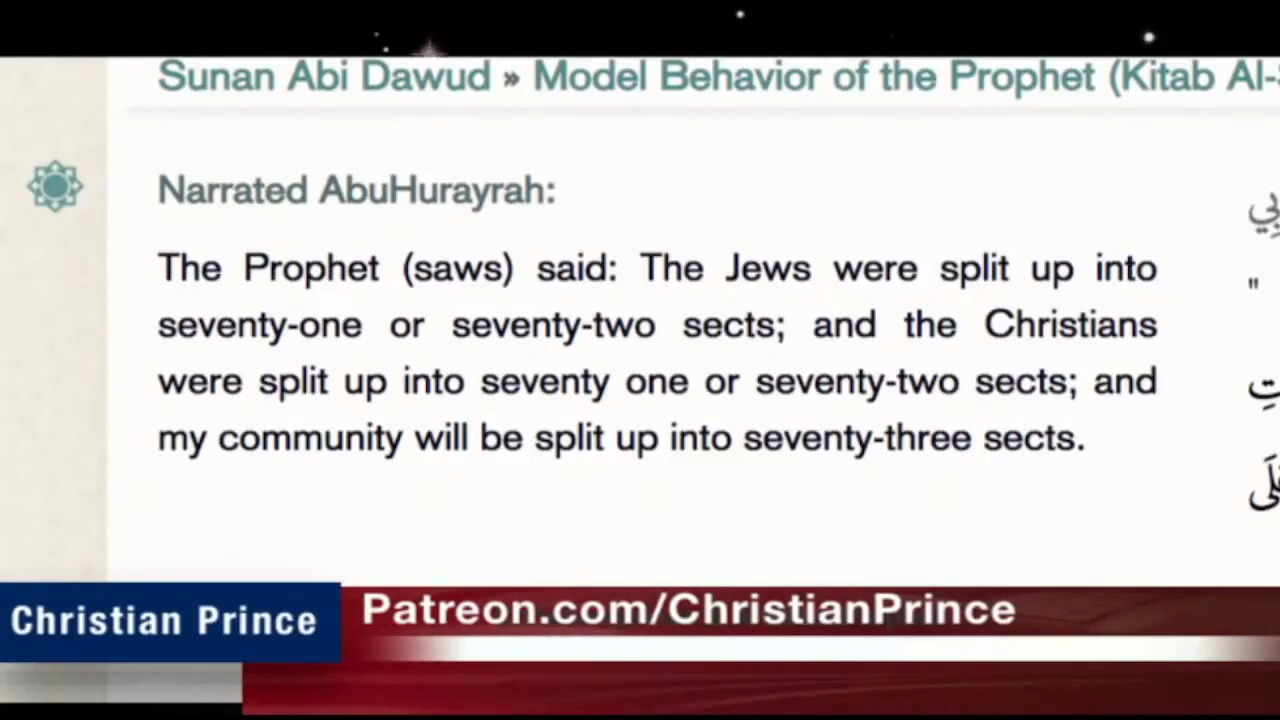 Sunan Abi Dawud » Model Behavior of the Prophet (Kitab Al-
Narrated AbuHurayrah:
The Prophet (saws) said: The Jews were split up into
seventy-one or seventy-two sects; and the Christians
were split up into seventy one or seventy-two sects; and
my community will be split up into seventy-three sects.
Christian Prince
Patreon.com/ChristianPrince